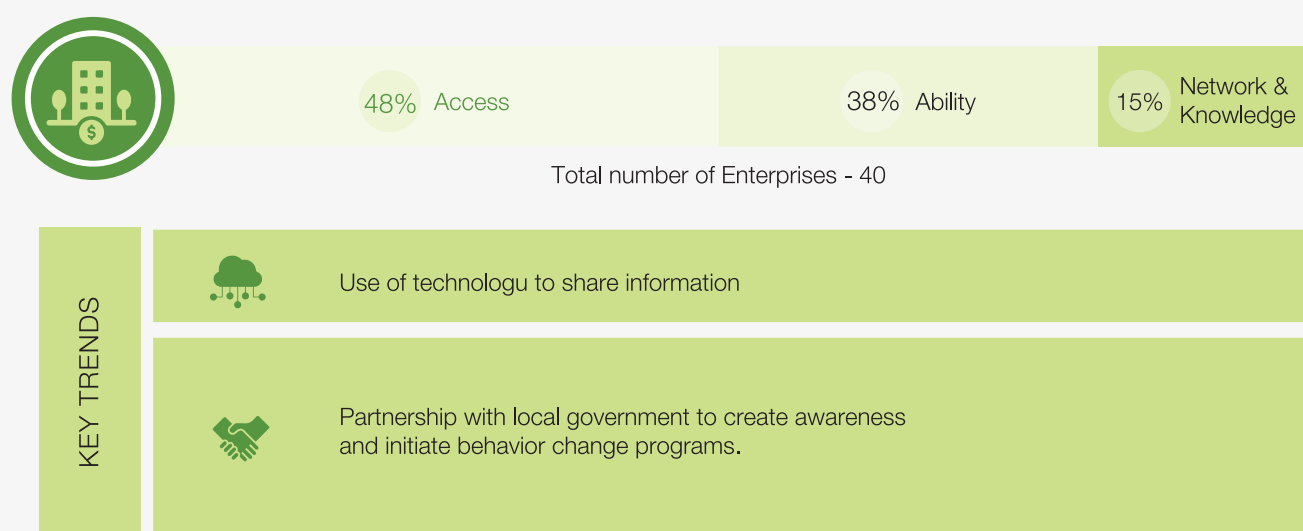 48% Access
38% Ability
15% Network &
Knowledge
Total number of Enterprises - 40
KEY TRENDS
Use of technologu to share information
Partnership with local government to create awareness
and initiate behavior change programs.
$